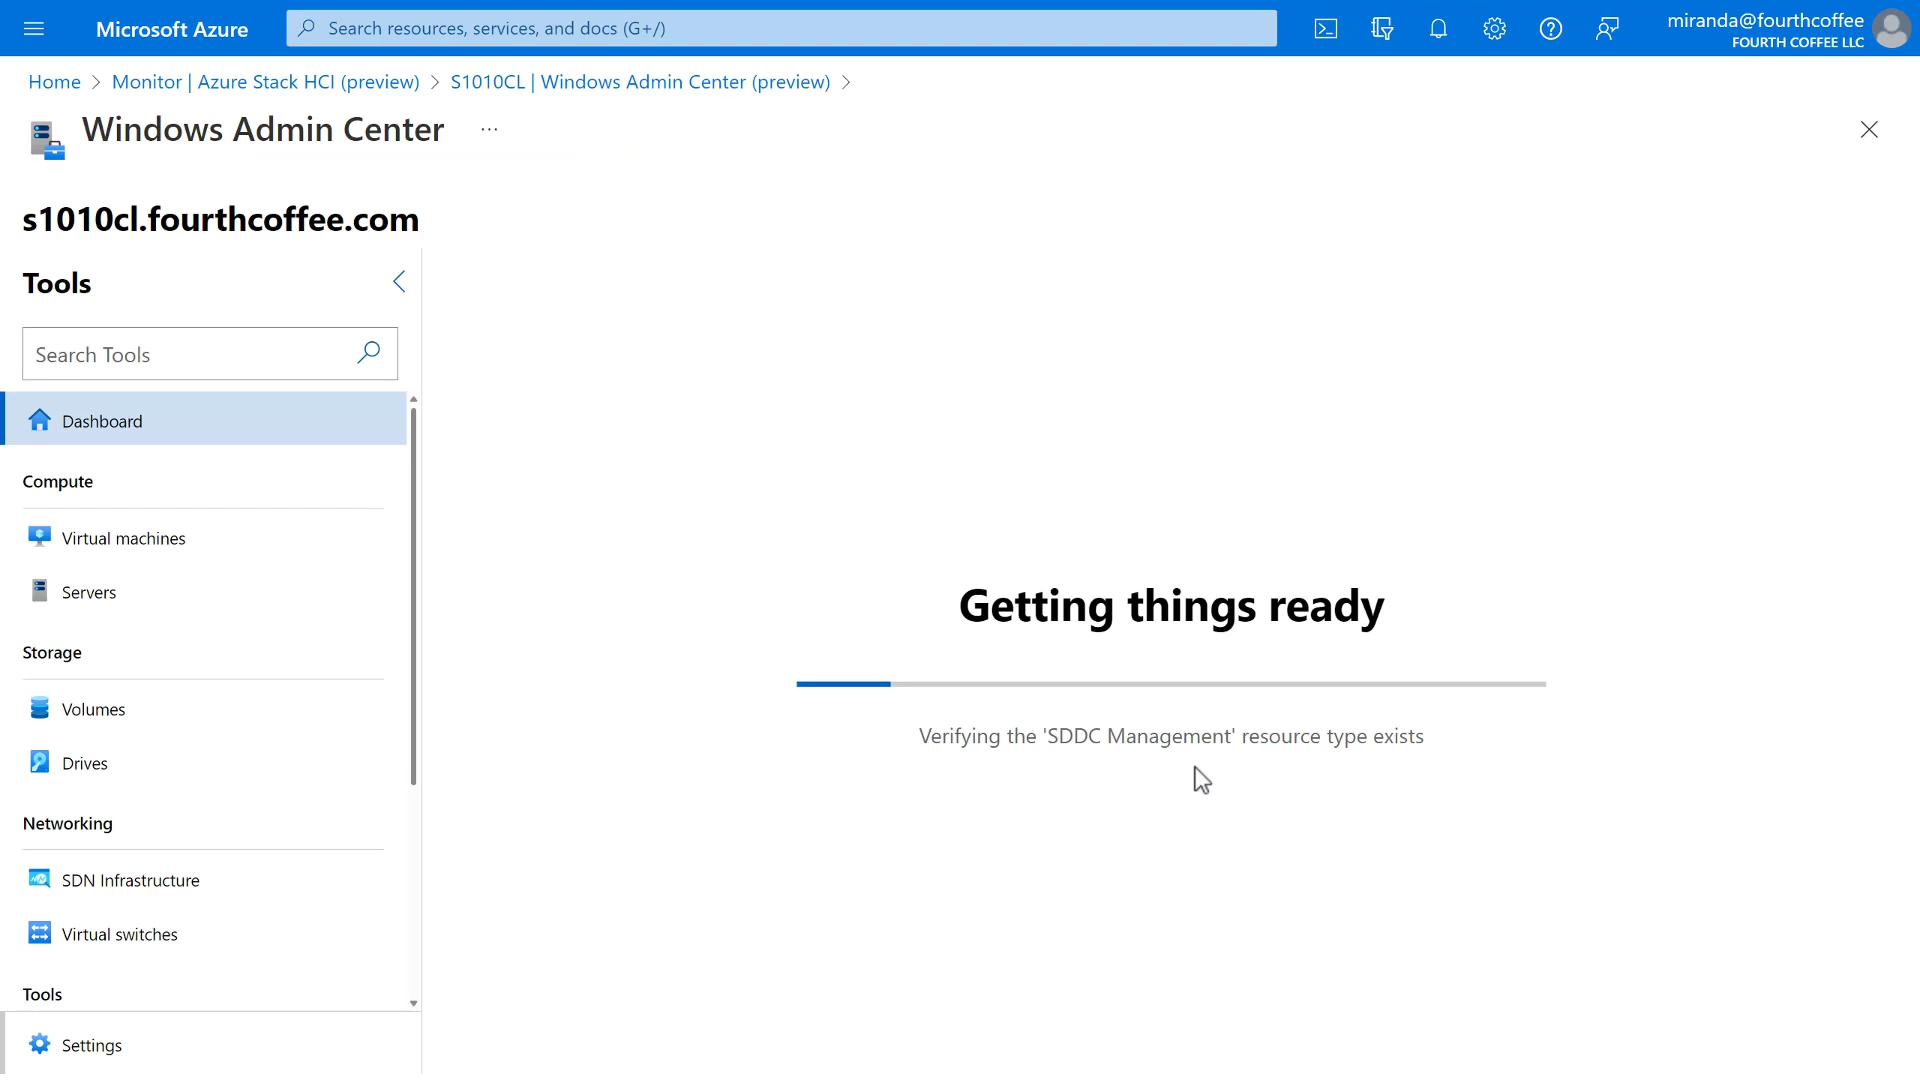 Microsoft Azure
Search resources, services, and docs (G+/)
miranda@fourthcoffee
FOURTH COFFEE LLC
Home > Monitor | Azure Stack HCI (preview) > S1010CL | Windows Admin Center (preview) >
Windows Admin Center ...
s1010cl.fourthcoffee.com
Tools
Search Tools
Dashboard
Compute
Virtual machines
Servers
Storage
Volumes
Drives
Networking
SDN Infrastructure
Virtual switches
Tools
Settings
Getting things ready
Verifying the 'SDDC Management' resource type exists